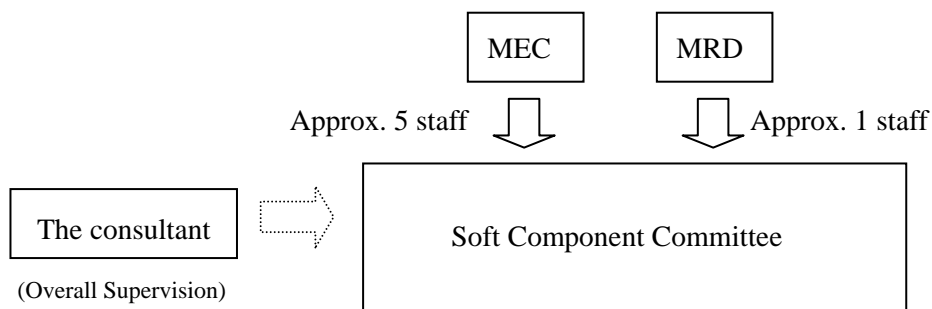 MEC MRD
Approx. 5 staff Approx. 1 staff
The consultant Soft Component Committee
(Overall Supervision)